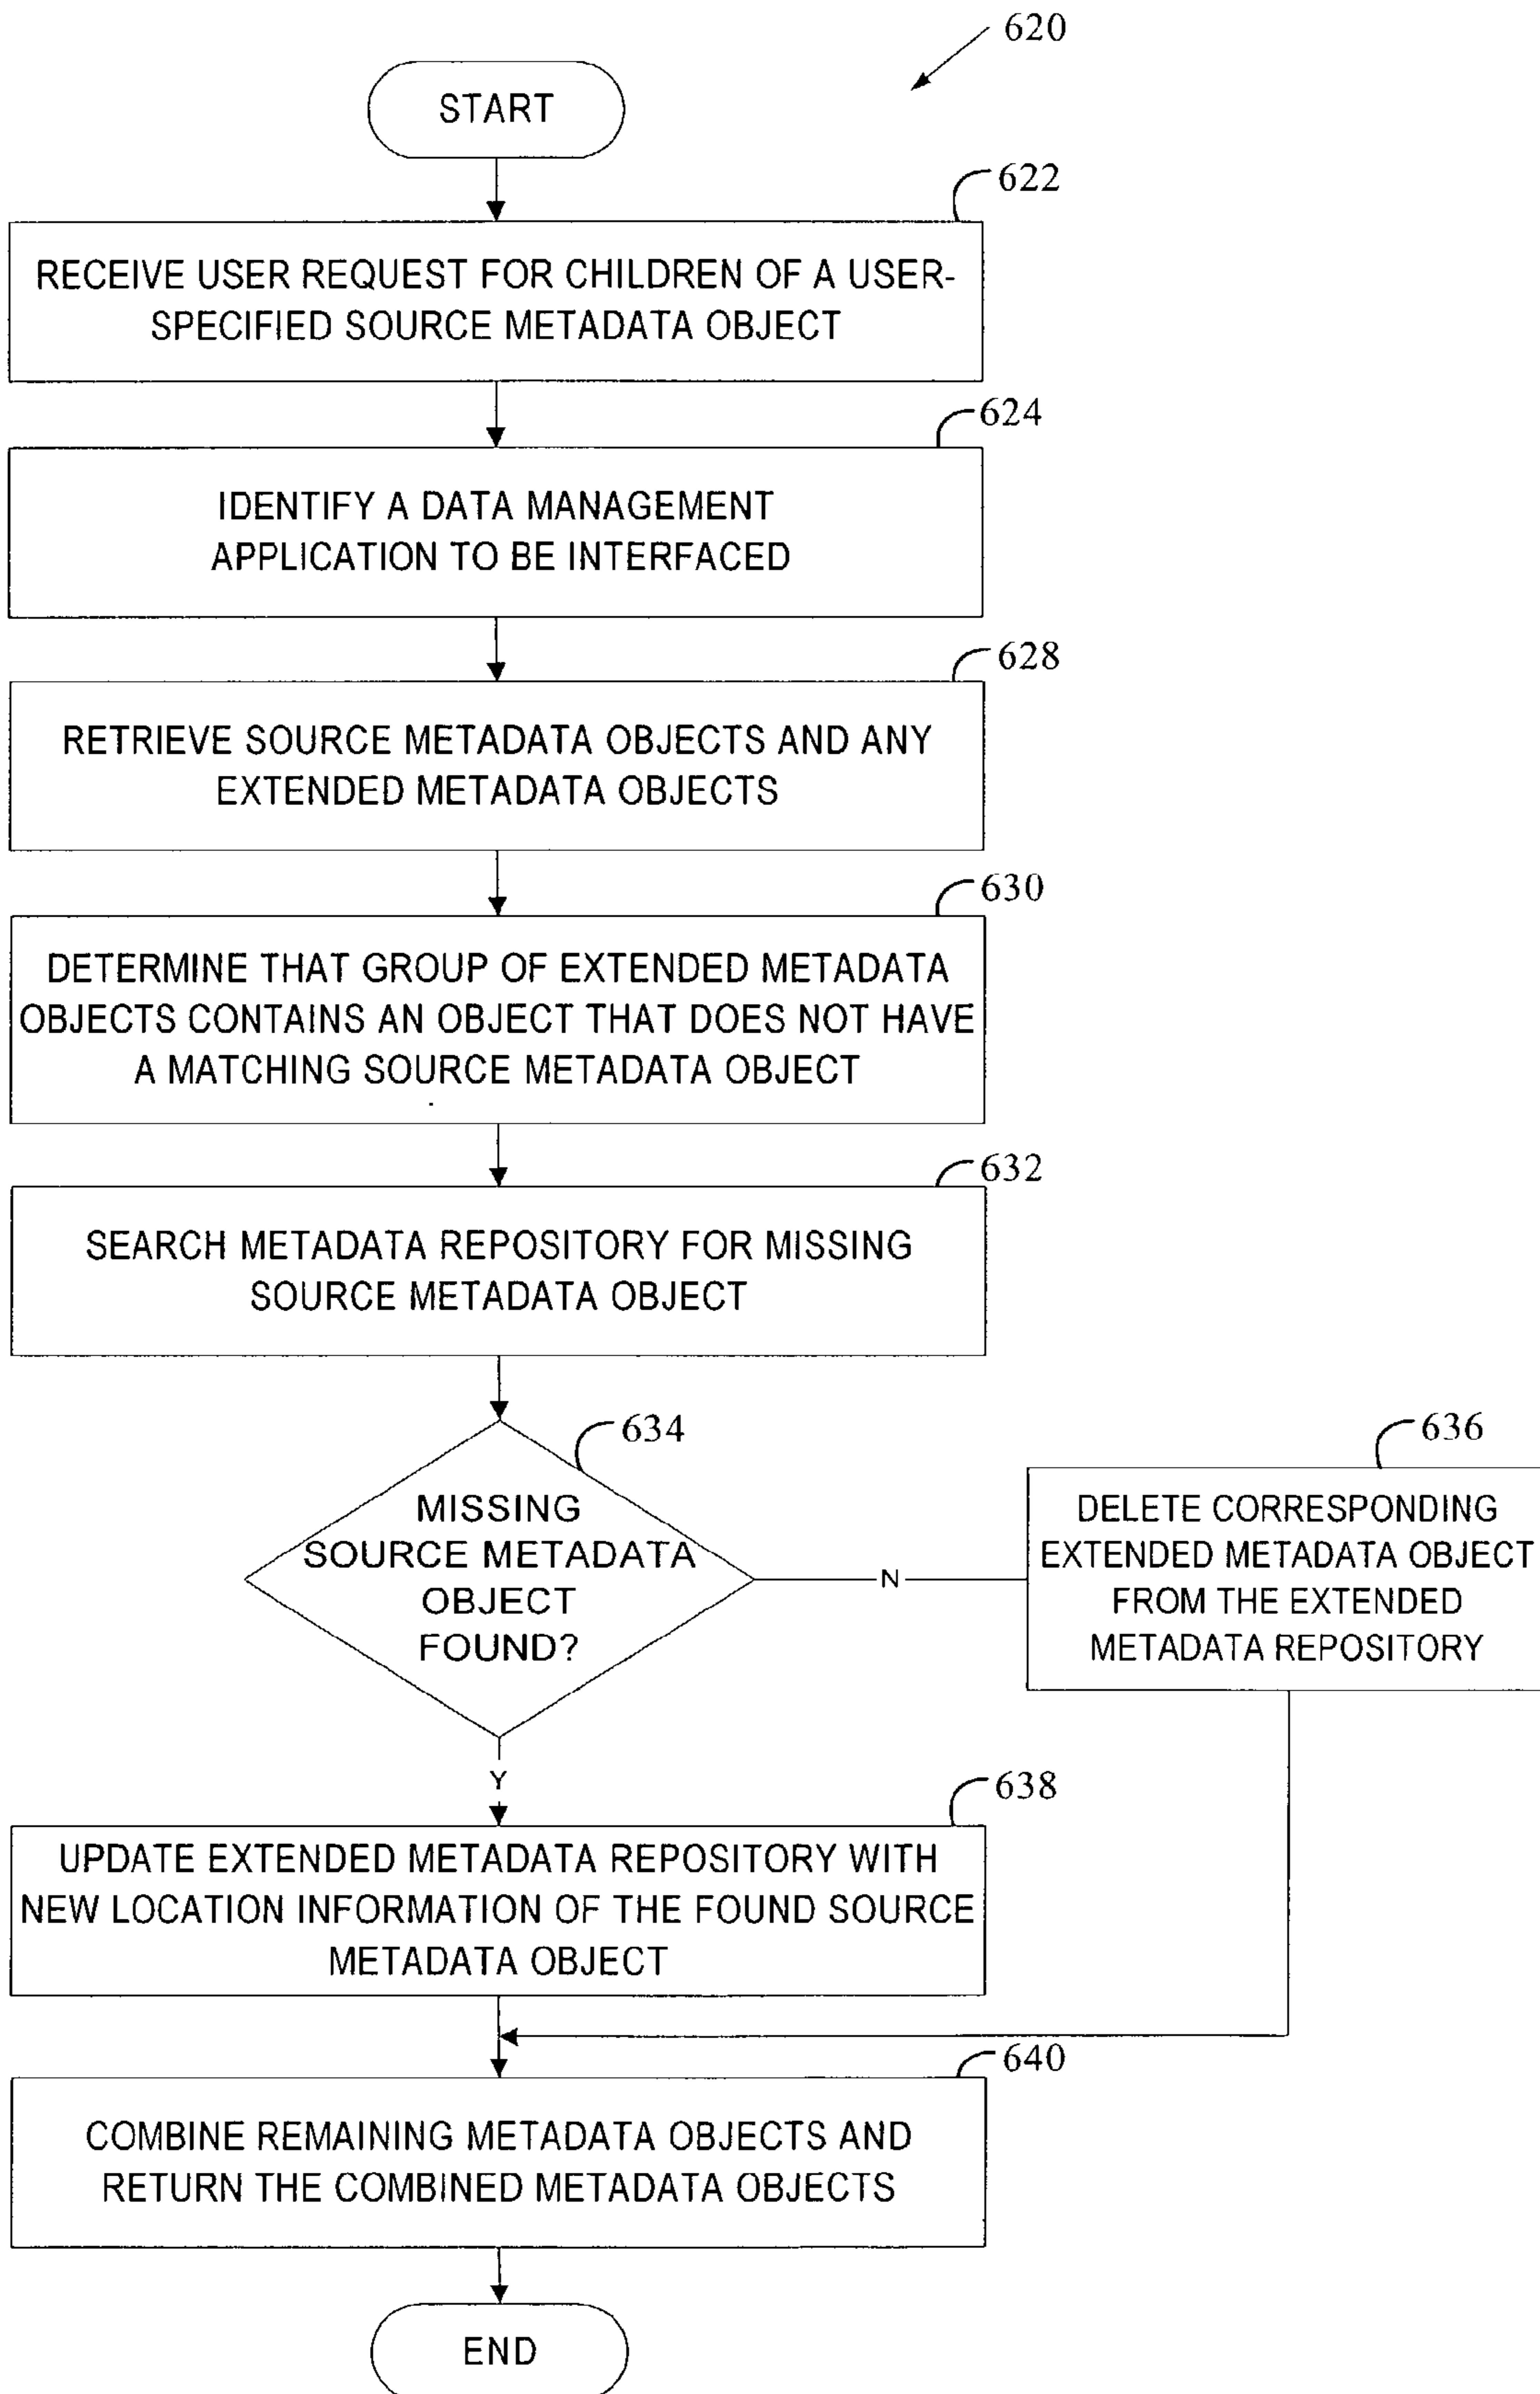 620
START
622
RECEIVE USER REQUEST FOR CHILDREN OF A USER-
SPECIFIED SOURCE METADATA OBJECT
624
IDENTIFY A DATA MANAGEMENT
APPLICATION TO BE INTERFACED
628
RETRIEVE SOURCE METADATA OBJECTS AND ANY
EXTENDED METADATA OBJECTS
630
DETERMINE THAT GROUP OF EXTENDED METADATA
OBJECTS CONTAINS AN OBJECT THAT DOES NOT HAVE
A MATCHING SOURCE METADATA OBJECT
632
SEARCH METADATA REPOSITORY FOR MISSING
SOURCE METADATA OBJECT
634
MISSING
SOURCE METADATA
OBJECT
FOUND?
N
636
DELETE CORRESPONDING
EXTENDED METADATA OBJECT
FROM THE EXTENDED
METADATA REPOSITORY
Y
638
UPDATE EXTENDED METADATA REPOSITORY WITH
NEW LOCATION INFORMATION OF THE FOUND SOURCE
METADATA OBJECT
640
COMBINE REMAINING METADATA OBJECTS AND
RETURN THE COMBINED METADATA OBJECTS
END